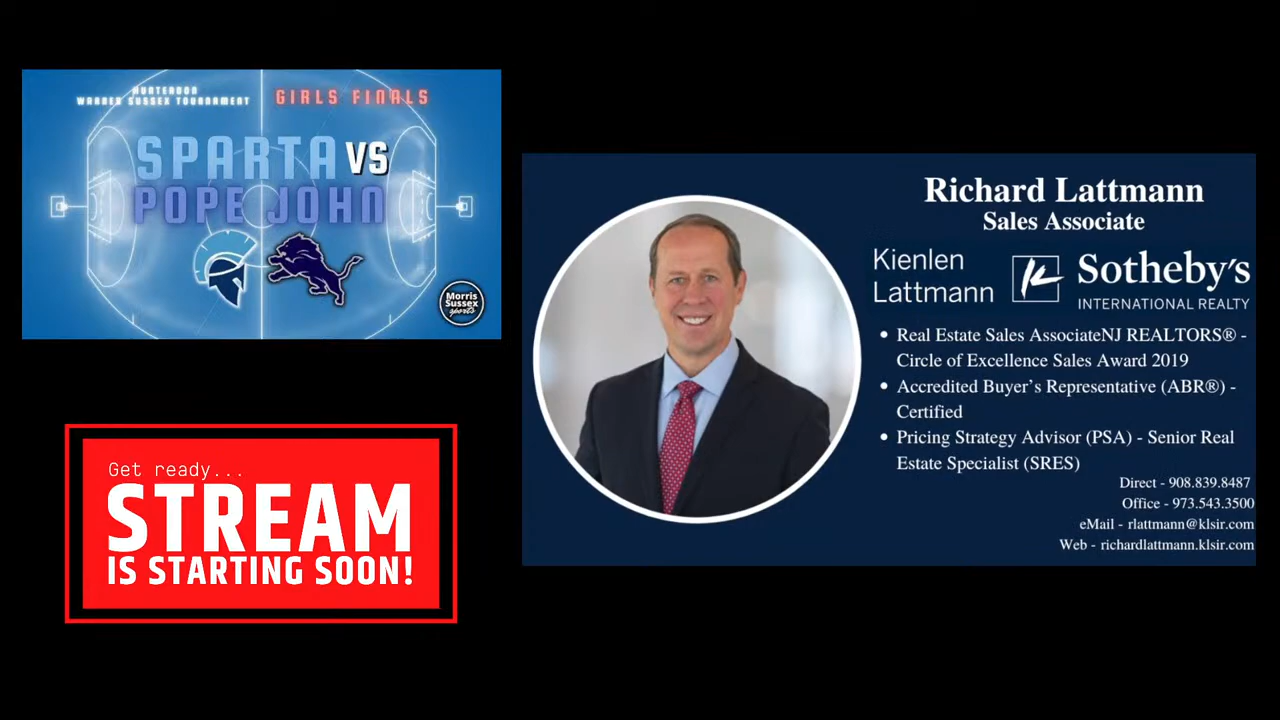 HUNTERDON
WARREN SUSSEX TOURNAMENT
GIRLS FINALS
SPARTA VS
POPE JOHN
Morris
Sussex
sports
Get ready...
STREAM
IS STARTING SOON!
Richard Lattmann
Sales Associate
Kienlen
Lattmann
Sotheby's
INTERNATIONAL REALTY
• Real Estate Sales AssociateNJ REALTORS® -
Circle of Excellence Sales Award 2019
• Accredited Buyer's Representative (ABR®) -
Certified
• Pricing Strategy Advisor (PSA) - Senior Real
Estate Specialist (SRES)
Direct - 908.839.8487
Office - 973.543.3500
eMail - rlattmann@klsir.com
Web - richardlattmann.klsir.com